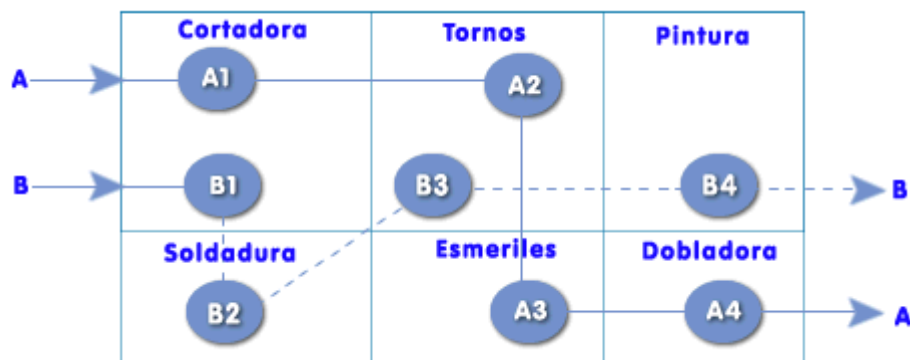 Cortadora
Tornos
Pintura
A
A1
A2
B
B1
B3
B4
B
Soldadura
Esmeriles
Dobladora
B2
A3
A4
A